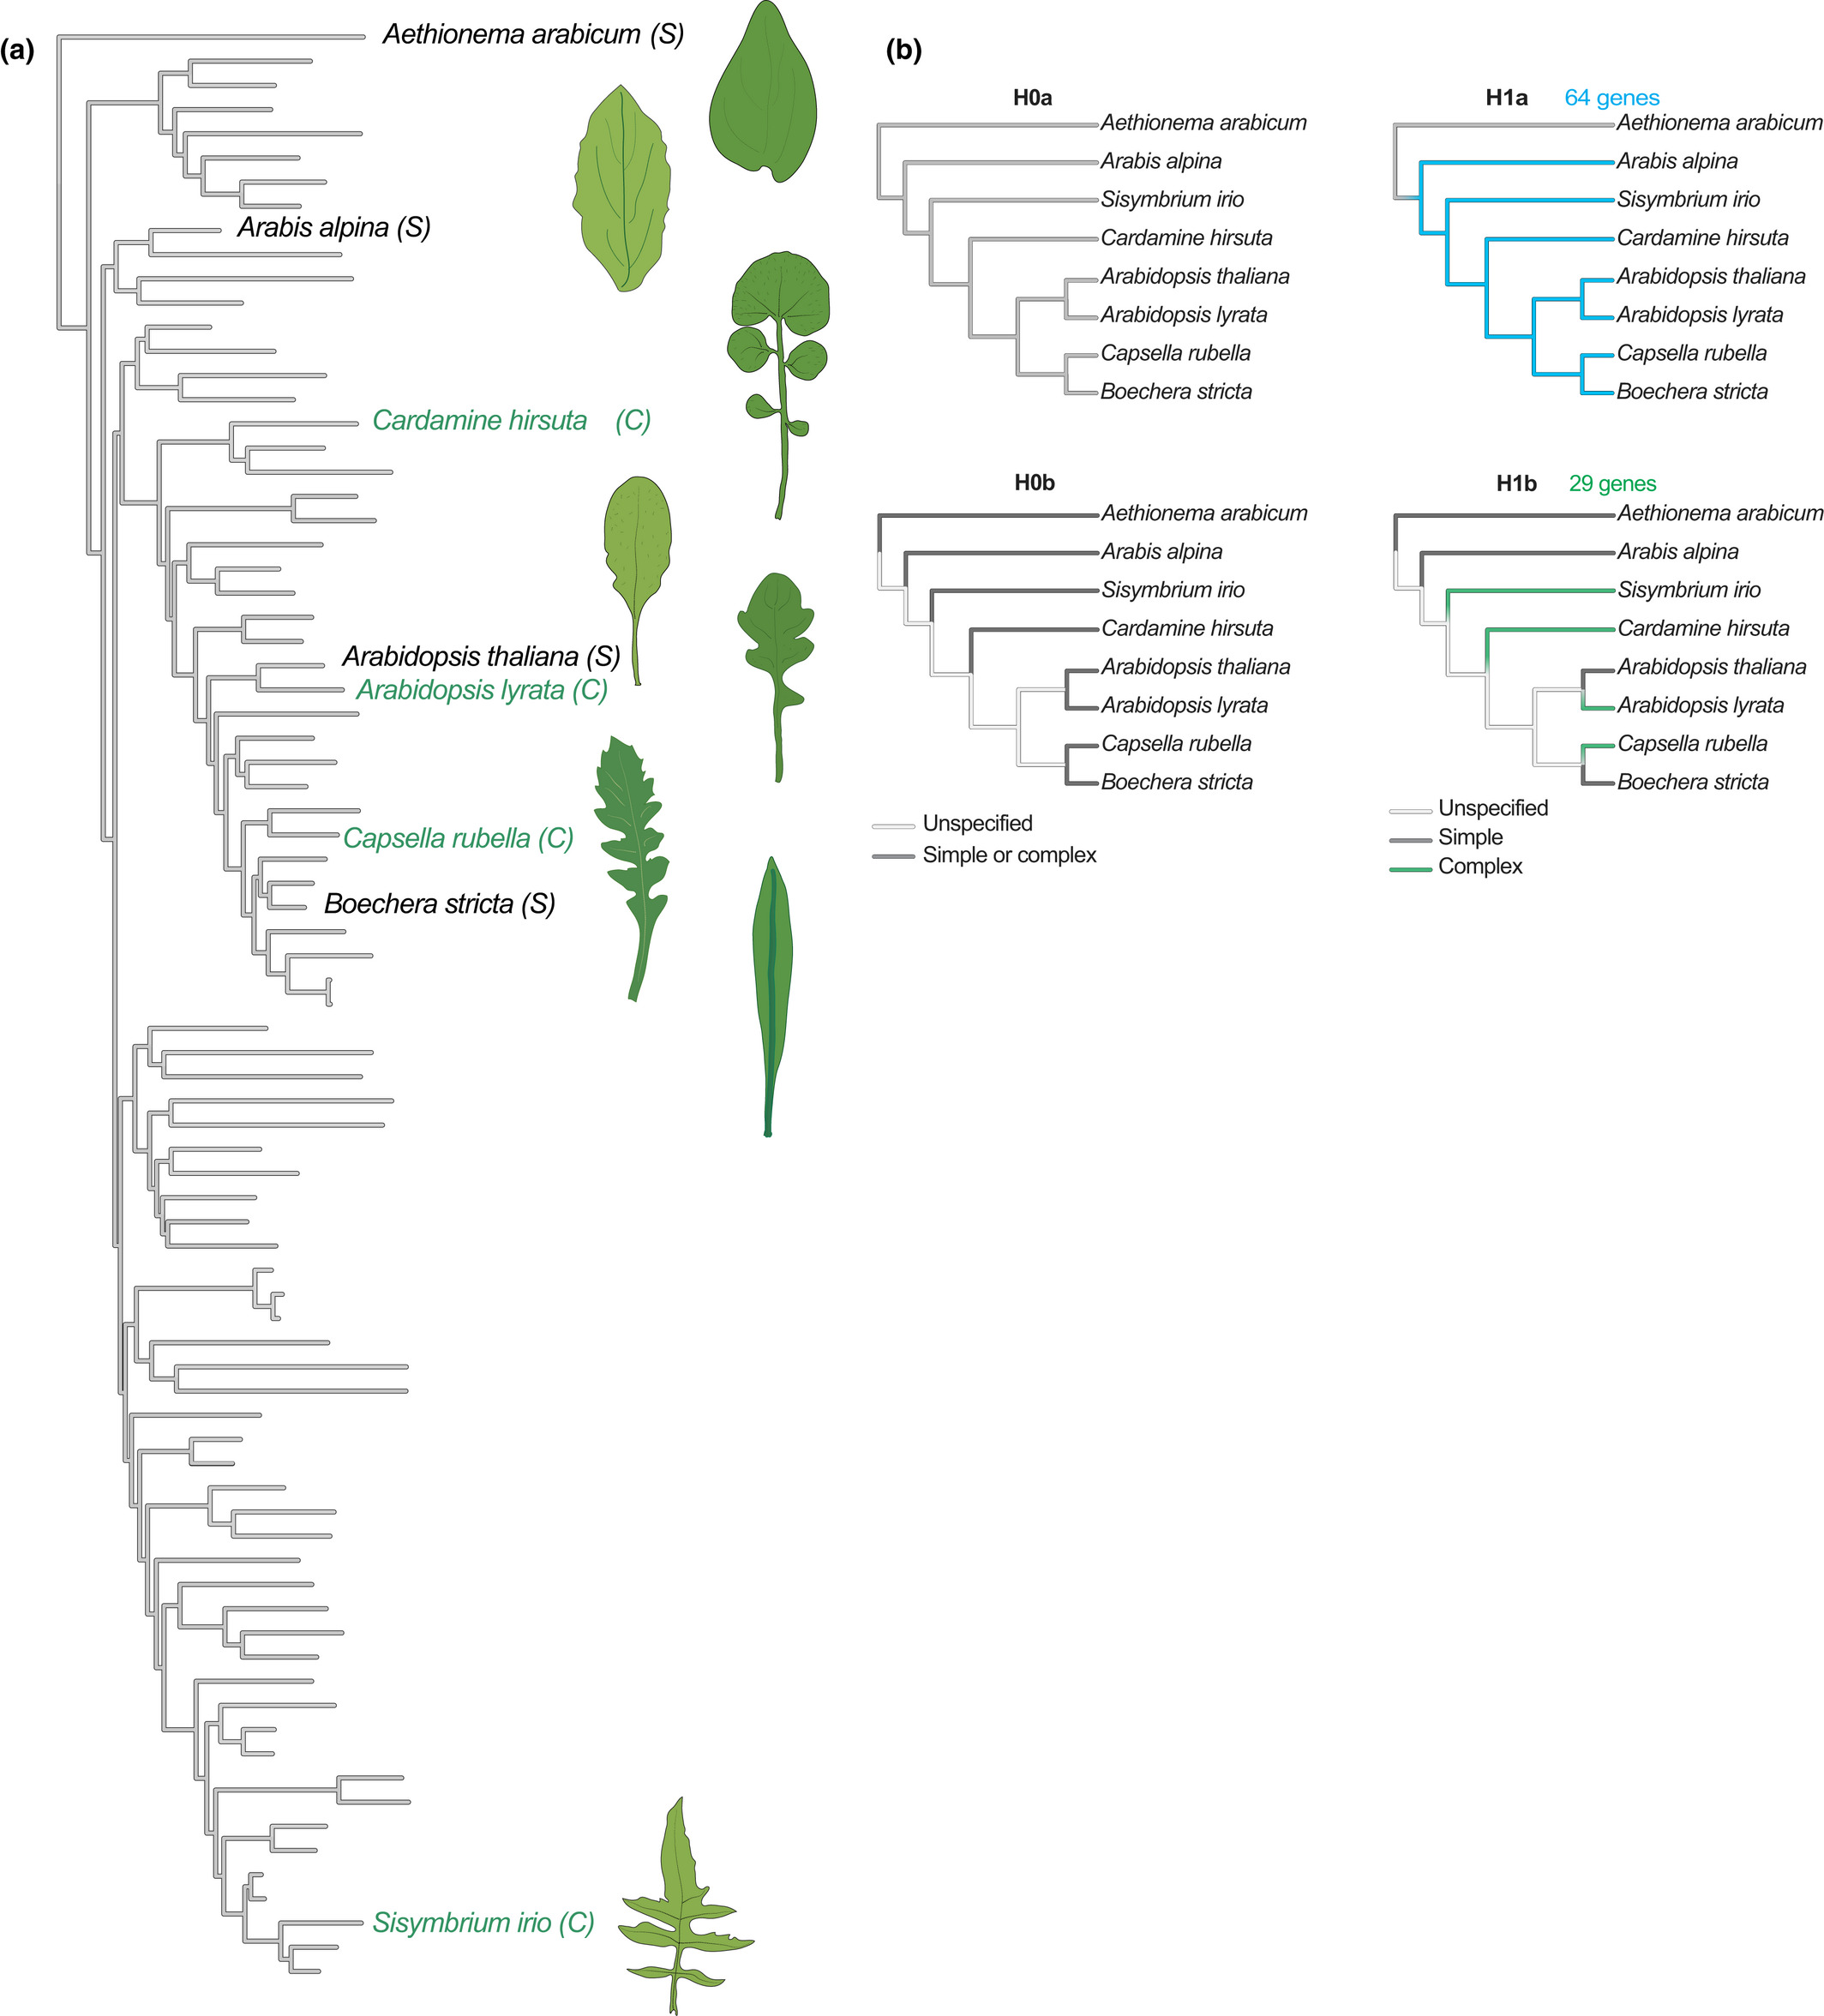 (a)
Aethionema arabicum (S)
Arabis alpina (S)
Cardamine hirsuta (C)
Arabidopsis thaliana (S)
Arabidopsis lyrata (C)
Capsella rubella (C)
Boechera stricta (S)
Sisymbrium irio (C)
(b)
H0a
Aethionema arabicum
Arabis alpina
Sisymbrium irio
Cardamine hirsuta
Arabidopsis thaliana
Arabidopsis lyrata
Capsella rubella
Boechera stricta
H1a 64 genes
Aethionema arabicum
Arabis alpina
Sisymbrium irio
Cardamine hirsuta
Arabidopsis thaliana
Arabidopsis lyrata
Capsella rubella
Boechera stricta
H0b
Aethionema arabicum
Arabis alpina
Sisymbrium irio
Cardamine hirsuta
Arabidopsis thaliana
Arabidopsis lyrata
Capsella rubella
Boechera stricta
Unspecified
Simple or complex
H1b 29 genes
Aethionema arabicum
Arabis alpina
Sisymbrium irio
Cardamine hirsuta
Arabidopsis thaliana
Arabidopsis lyrata
Capsella rubella
Boechera stricta
Unspecified
Simple
Complex